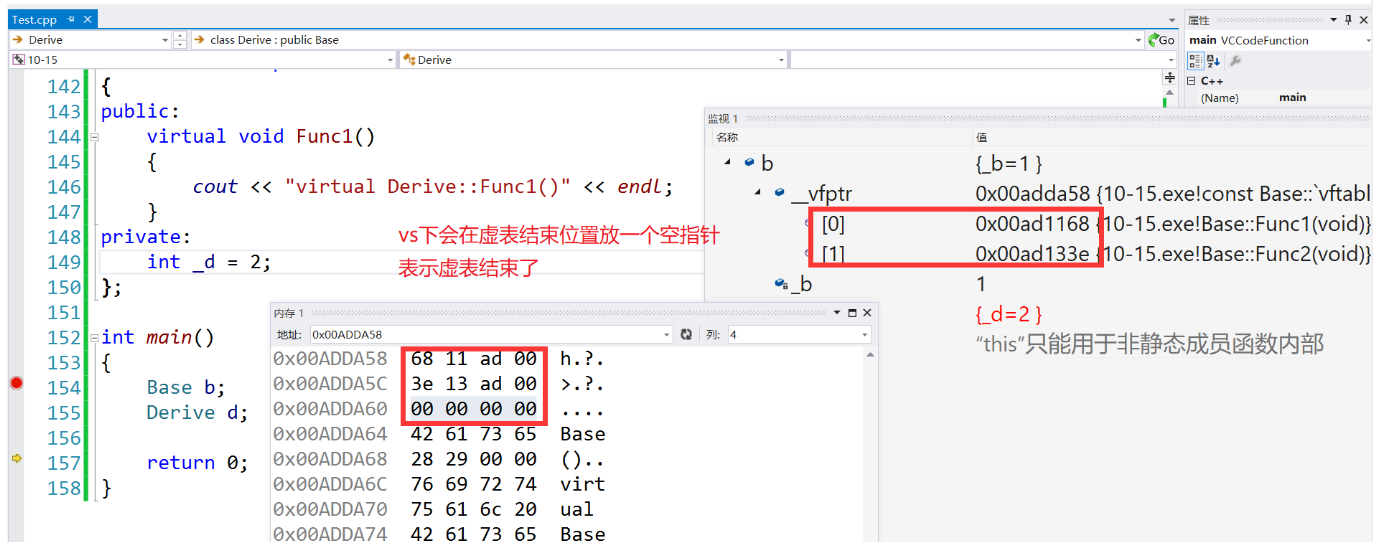 Test.cpp
属性
Derive
class Derive : public Base
Go
main VCCodeFunction
10-15
Derive
C++
(Name) main
142 {
143 public:
144 virtual void Func1()
145 {
146 cout << "virtual Derive::Func1()" << endl;
147 }
148 private:
149 int _d = 2;
150 };
151
152 int main()
153 {
154 Base b;
155 Derive d;
156
157 return 0;
158 }
vs下会在虚表结束位置放一个空指针
表示虚表结束了
监视 1
名称 值
b {_b=1 }
__vfptr 0x00adda58 {10-15.exe!const Base::`vftabl
[0] 0x00ad1168 {10-15.exe!Base::Func1(void)}
[1] 0x00ad133e {10-15.exe!Base::Func2(void)}
_b 1
{_d=2 }
“this”只能用于非静态成员函数内部
内存 1
地址: 0x00ADDA58 列: 4
0x00ADDA58 68 11 ad 00 h.?.
0x00ADDA5C 3e 13 ad 00 >.?.
0x00ADDA60 00 00 00 00 ....
0x00ADDA64 42 61 73 65 Base
0x00ADDA68 28 29 00 00 ()..
0x00ADDA6C 76 69 72 74 virt
0x00ADDA70 75 61 6c 20 ual
0x00ADDA74 42 61 73 65 Base